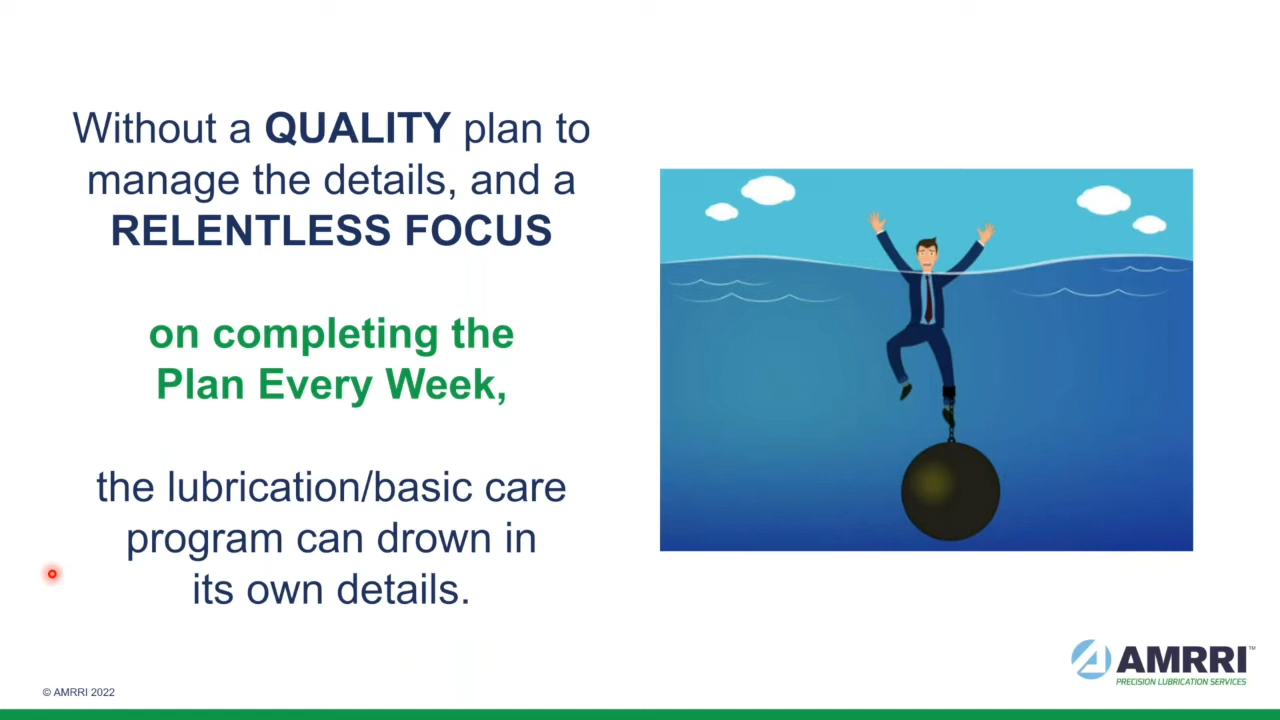 Without a QUALITY plan to
manage the details, and a
RELENTLESS FOCUS
on completing the
Plan Every Week,
the lubrication/basic care
program can drown in
its own details.
AMRRI™
PRECISION LUBRICATION SERVICES
© AMRRI 2022